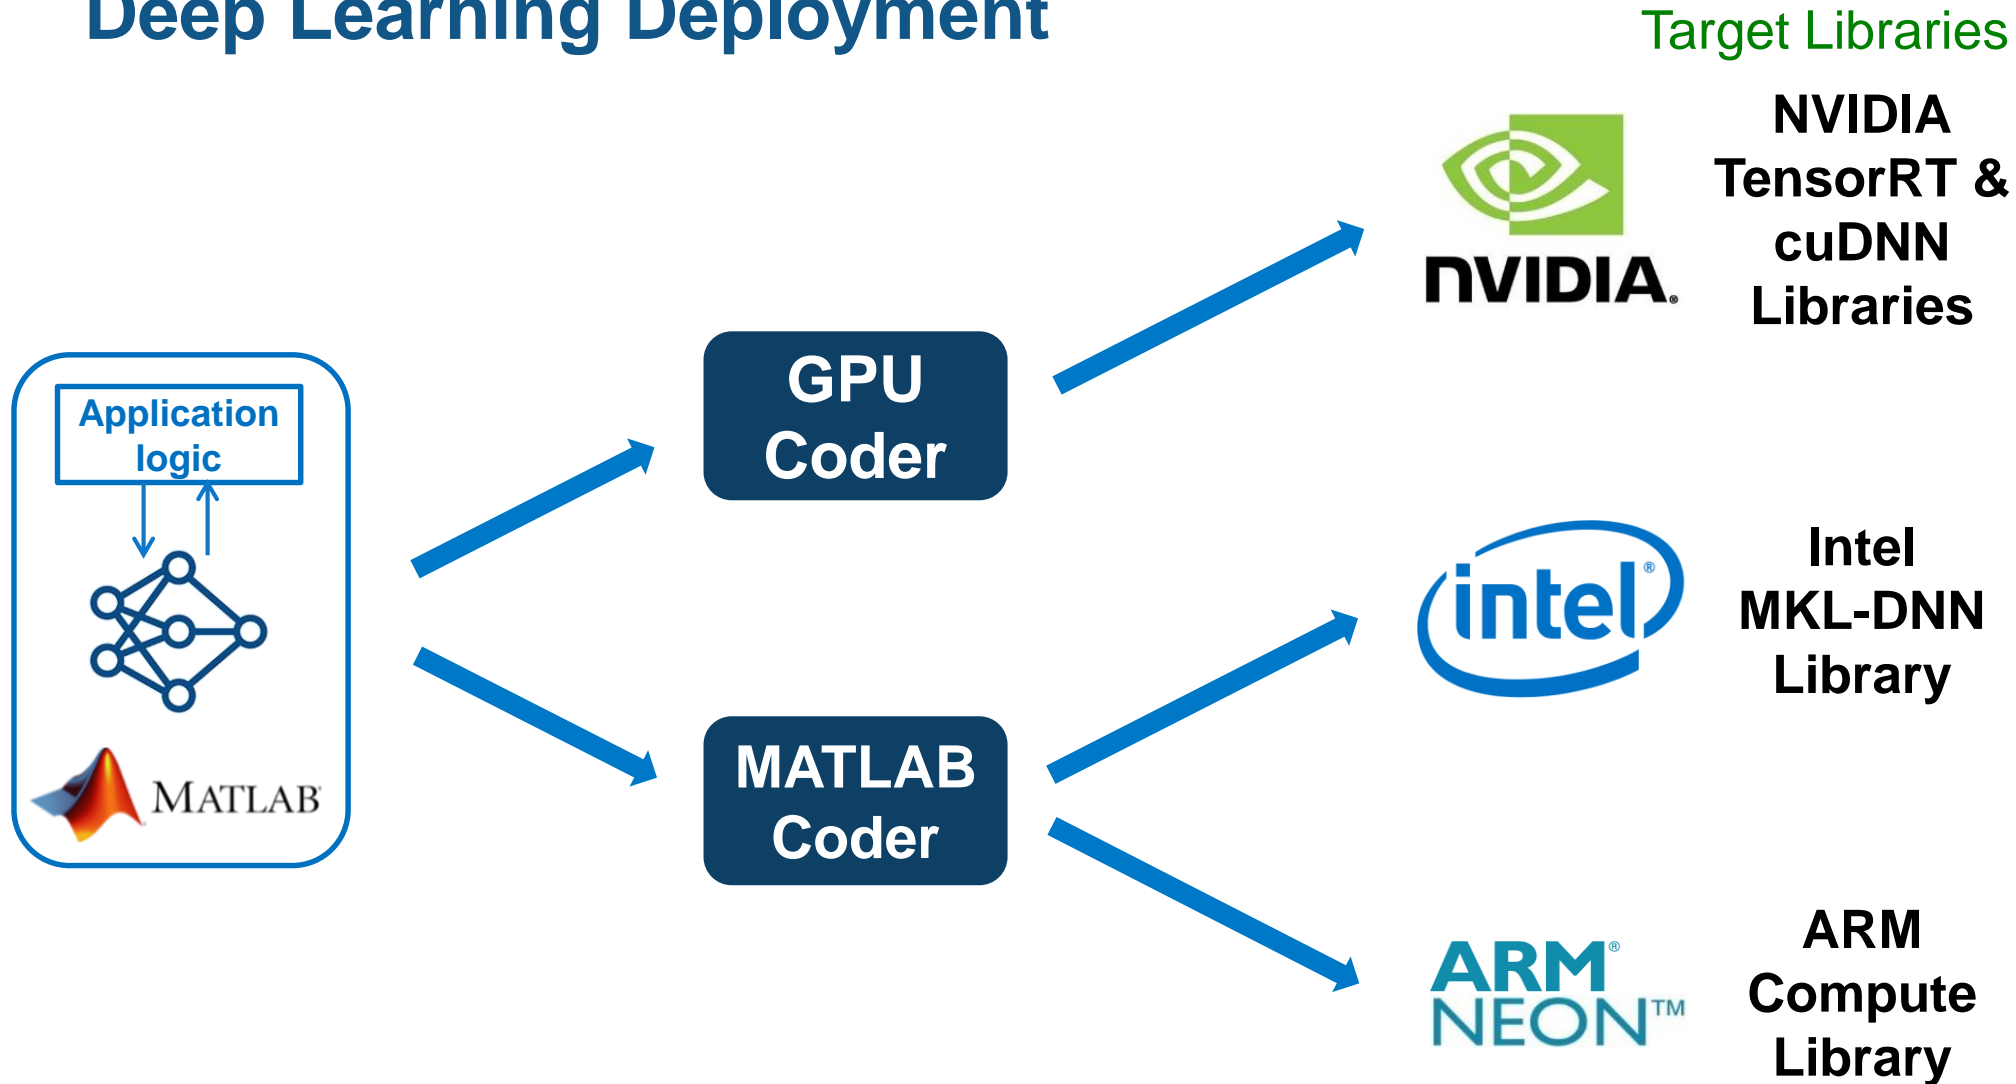 Deep Learning Deployment
Target Libraries
NVIDIA
TensorRT &
cuDNN
Libraries
nVIDIA.
GPU
Coder
Application
logic
MATLAB®
MATLAB
Coder
intel®
Intel
MKL-DNN
Library
ARM®
NEON™
ARM
Compute
Library